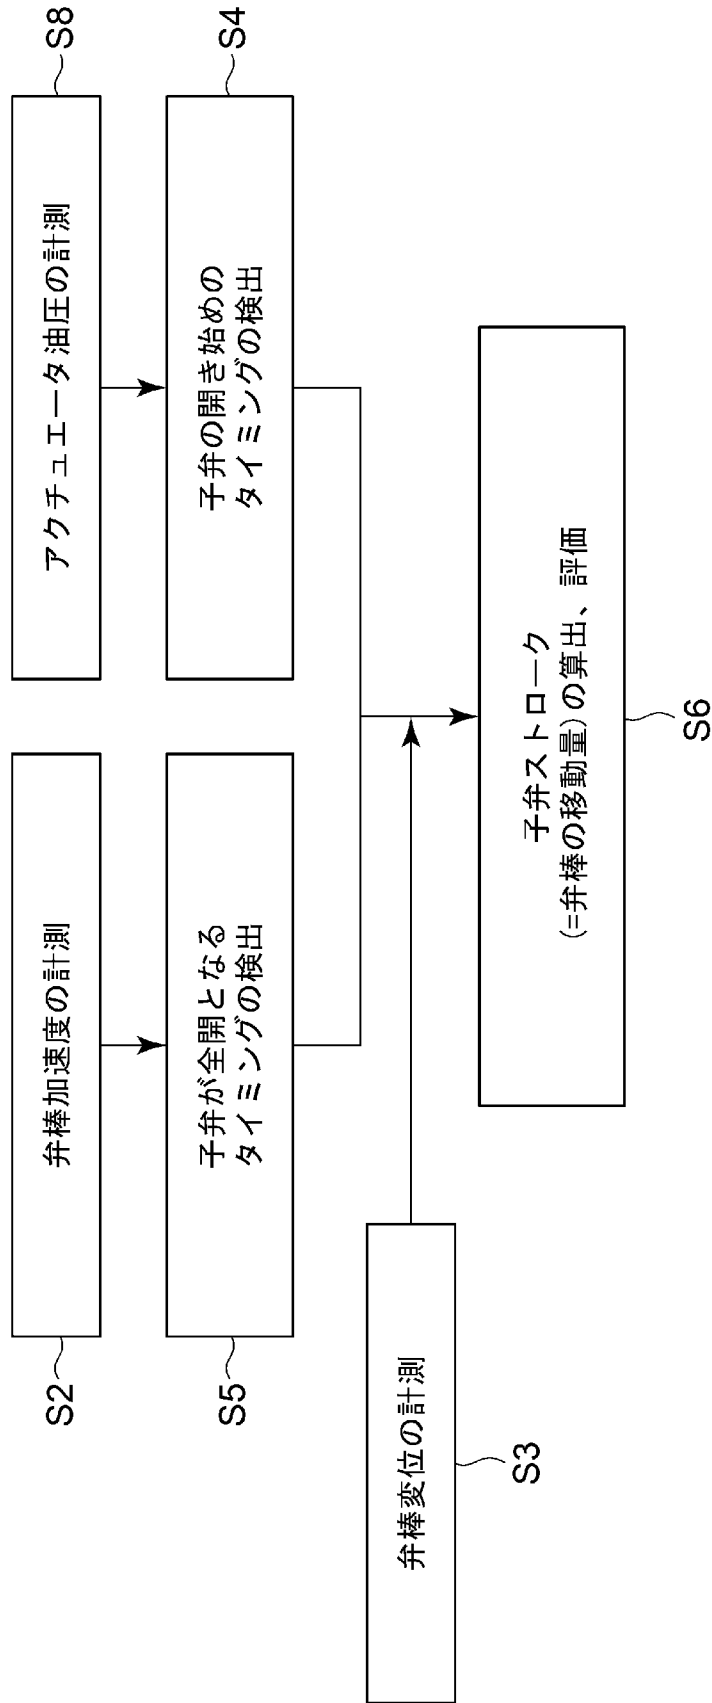 弁棒加速度の計測
S2
アクチュエータ油圧の計測
S8
子弁が全開となる
タイミングの検出
S5
子弁の開き始めの
タイミングの検出
S4
弁棒変位の計測
S3
子弁ストローク
(=弁棒の移動量)の算出、評価
S6